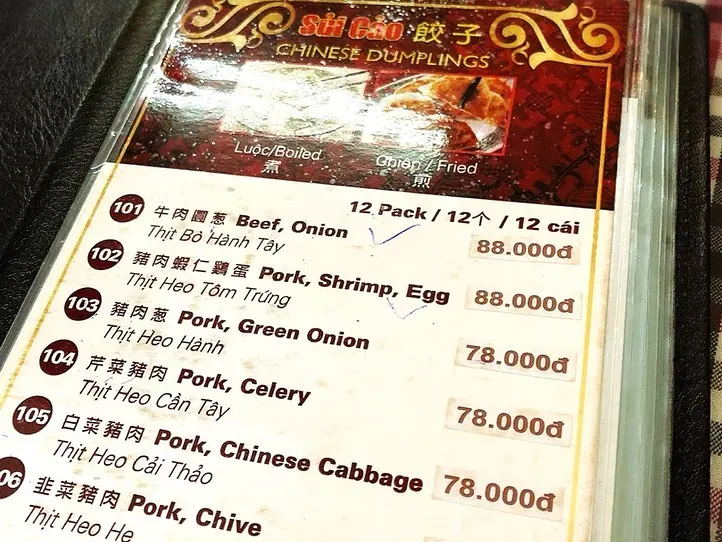 Sủi Cảo 餃子
CHINESE DUMPLINGS
Luộc/Boiled
煮
Chiên / Fried
煎
12 Pack / 12个 / 12 cái
101 牛肉圓葱 Beef, Onion 88.000đ
Thịt Bò Hành Tây
102 豬肉蝦仁鷄蛋 Pork, Shrimp, Egg 88.000đ
Thịt Heo Tôm Trứng
103 豬肉葱 Pork, Green Onion 78.000đ
Thịt Heo Hành
104 芹菜豬肉 Pork, Celery 78.000đ
Thịt Heo Cần Tây
105 白菜豬肉 Pork, Chinese Cabbage 78.000đ
Thịt Heo Cải Thảo
06 韭菜豬肉 Pork, Chive
Thịt Heo Hẹ